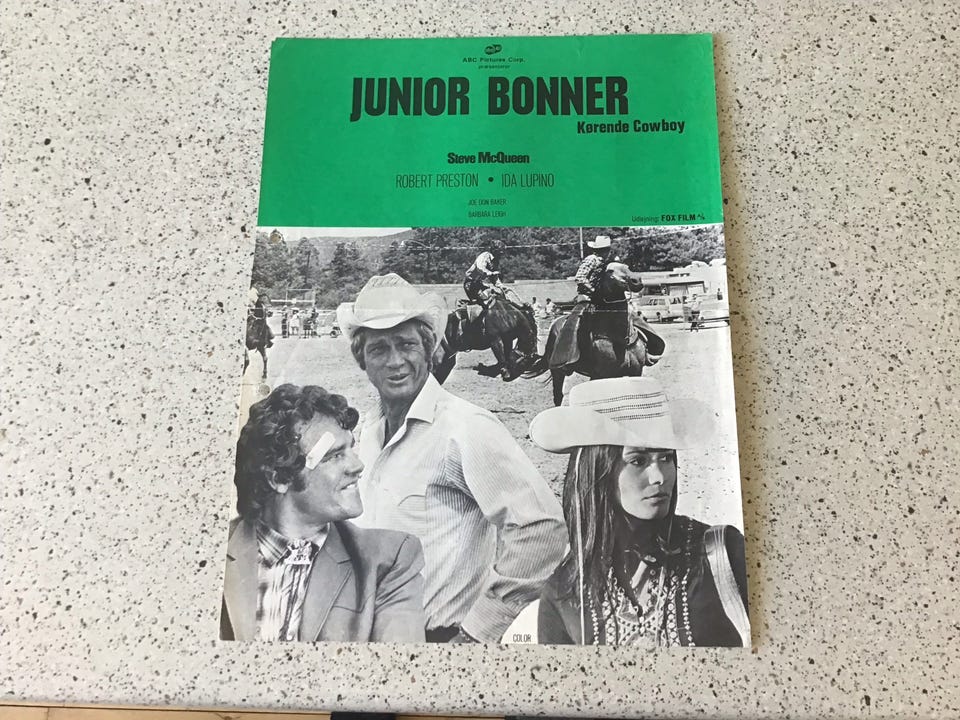 abc
ABC Pictures Corp.
præsenterer
JUNIOR BONNER
Kørende Cowboy
Steve McQueen
ROBERT PRESTON • IDA LUPINO
JOE DON BAKER
BARBARA LEIGH
Udlejning: FOX FILM A/S
COLOR